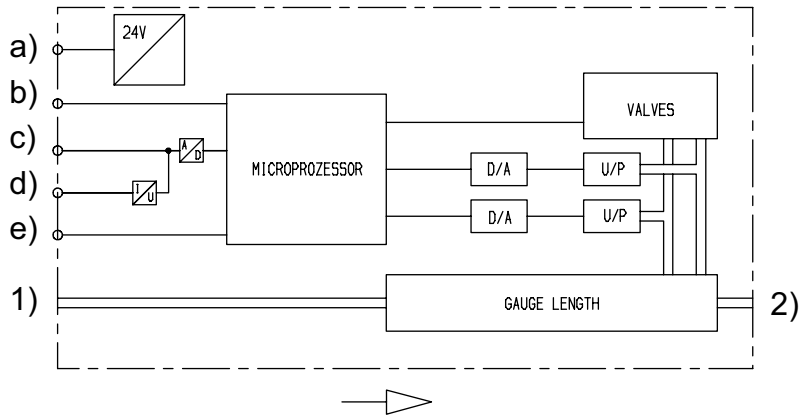 a)
24V
b)
VALVES
c)
A
D
MICROPROZESSOR
D/A
U/P
d)
I
U
e)
D/A
U/P
1)
GAUGE LENGTH
2)